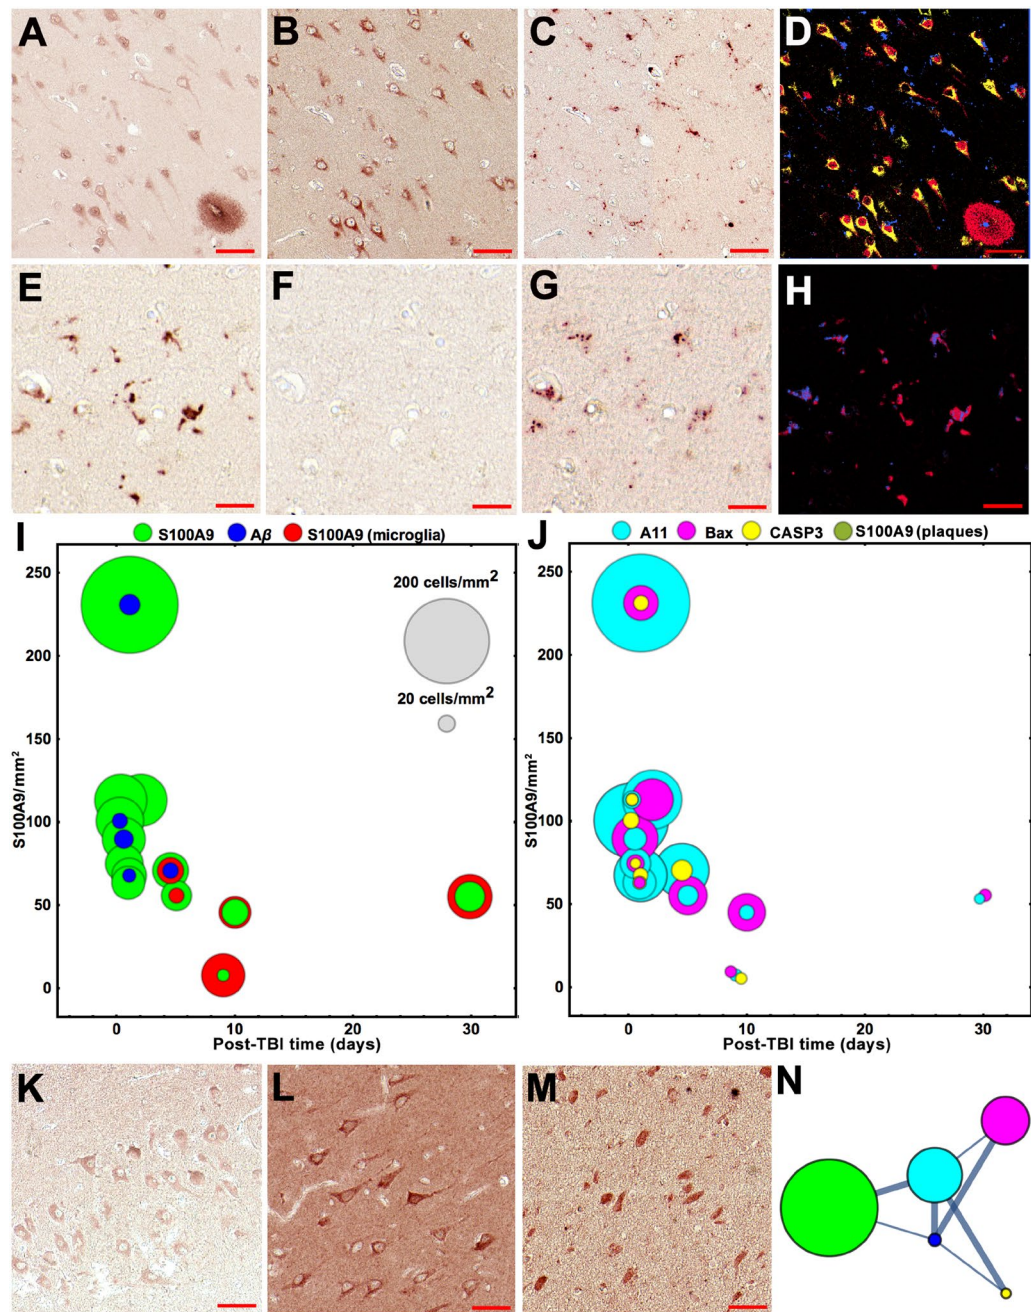 A
B
C
D
E
F
G
H
I
S100A9 Aβ S100A9 (microglia)
250
200
150
100
50
0
S100A9/mm²
200 cells/mm²
20 cells/mm²
0 10 20 30
Post-TBI time (days)
J
A11 Bax CASP3 S100A9 (plaques)
250
200
150
100
50
0
S100A9/mm²
0 10 20 30
Post-TBI time (days)
K
L
M
N